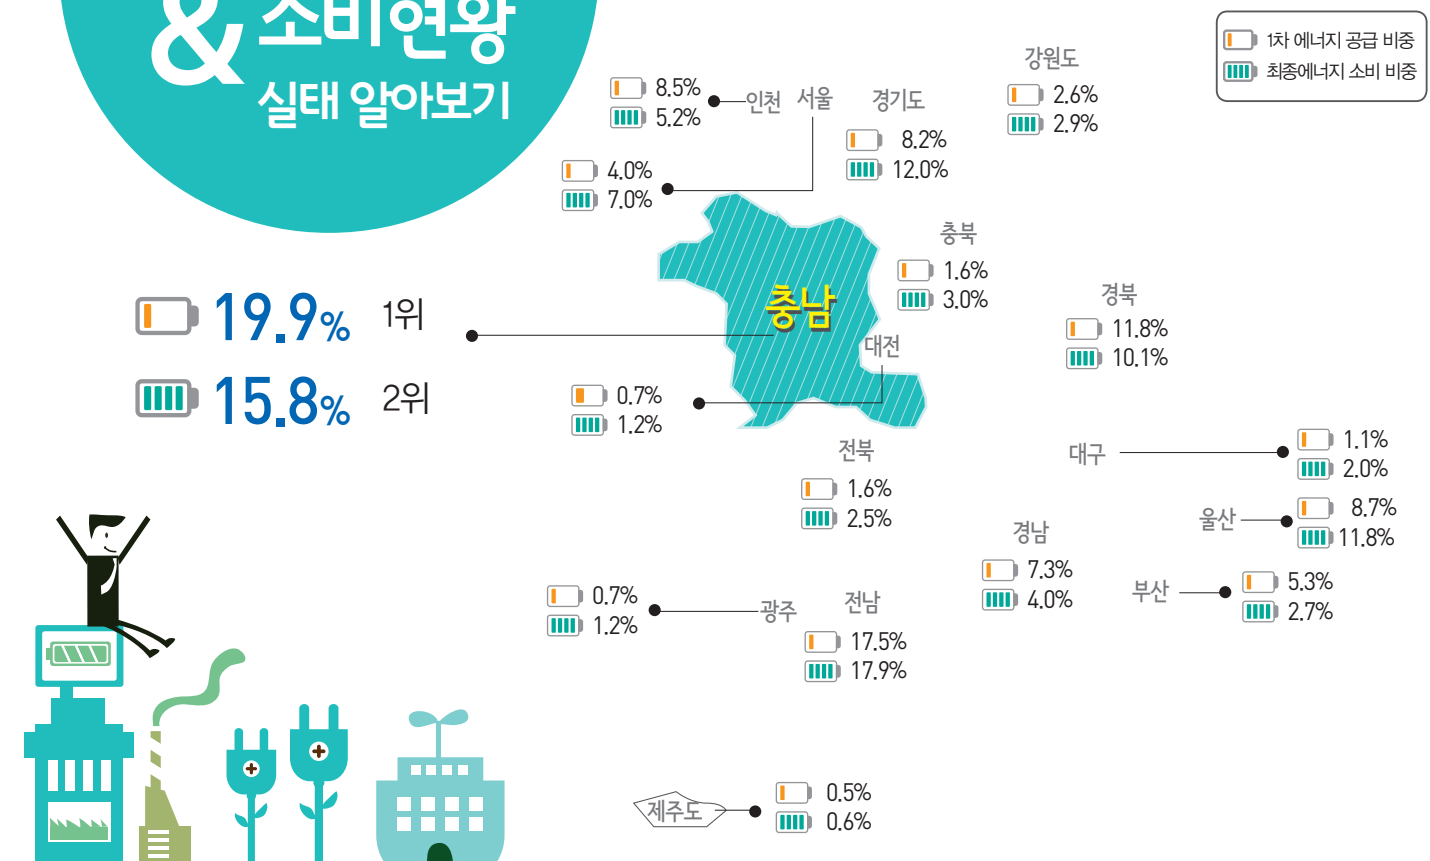 & 소비현황
실태 알아보기
1차 에너지 공급 비중
최종에너지 소비 비중
강원도
2.6%
2.9%
인천
8.5%
5.2%
서울
4.0%
7.0%
경기도
8.2%
12.0%
충북
1.6%
3.0%
충남
19.9% 1위
15.8% 2위
경북
11.8%
10.1%
대전
0.7%
1.2%
전북
1.6%
2.5%
대구
1.1%
2.0%
울산
8.7%
11.8%
경남
7.3%
4.0%
부산
5.3%
2.7%
광주
0.7%
1.2%
전남
17.5%
17.9%
제주도
0.5%
0.6%